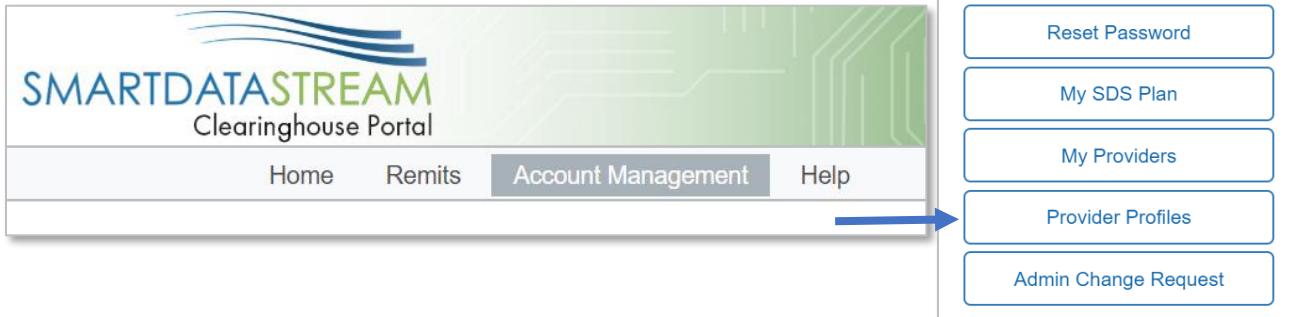 SMARTDATASTREAM
Clearinghouse Portal
Home Remits Account Management Help
Reset Password
My SDS Plan
My Providers
Provider Profiles
Admin Change Request